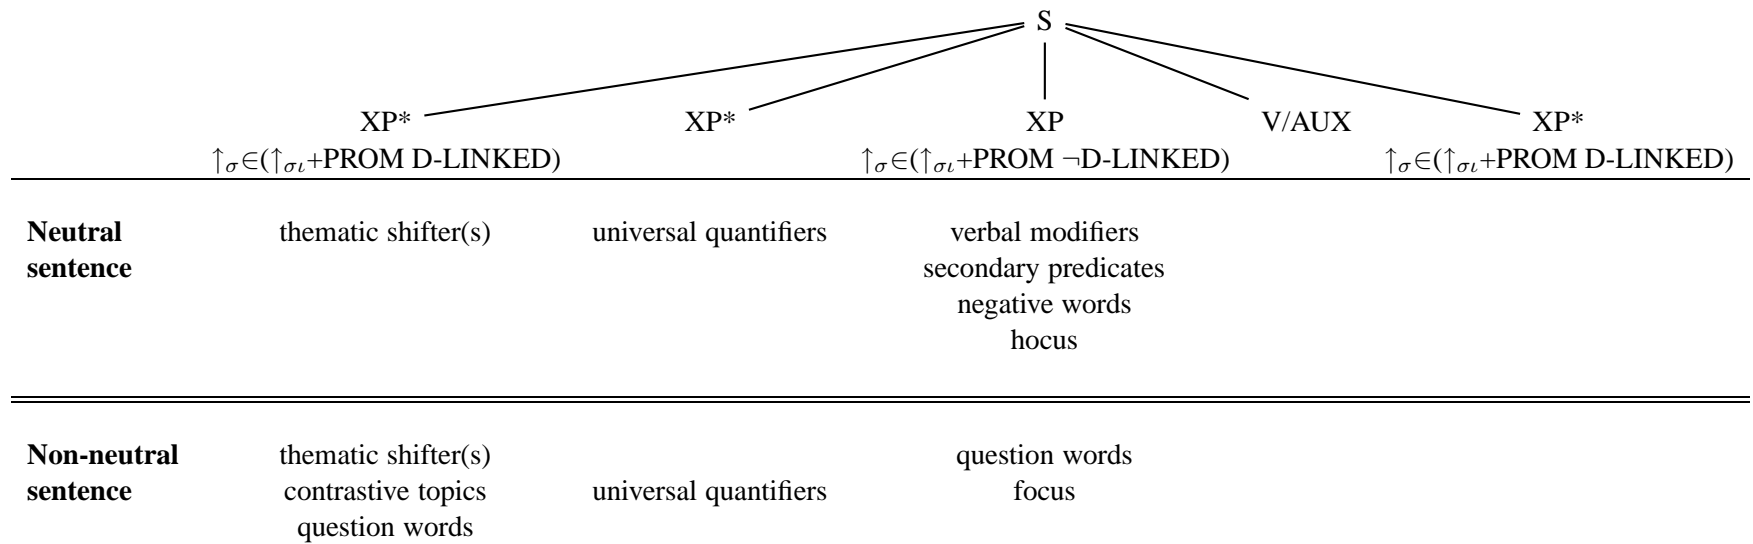 S
XP* XP* XP V/AUX XP*
↑σ∈(↑σι+PROM D-LINKED) ↑σ∈(↑σι+PROM ¬D-LINKED) ↑σ∈(↑σι+PROM D-LINKED)
Neutral thematic shifter(s) universal quantifiers verbal modifiers
sentence secondary predicates
negative words
hocus
Non-neutral thematic shifter(s) question words
sentence contrastive topics universal quantifiers focus
question words